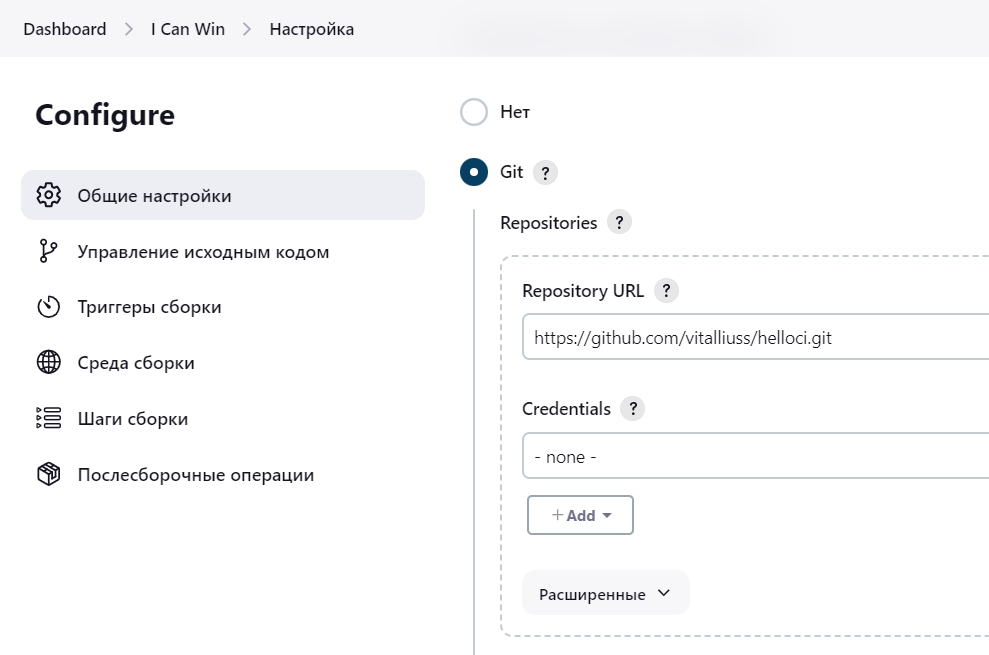 Dashboard > I Can Win > Настройка
Configure
Общие настройки
Управление исходным кодом
Триггеры сборки
Среда сборки
Шаги сборки
Послесборочные операции
Нет
Git ?
Repositories ?
Repository URL ?
https://github.com/vitalliuss/helloci.git
Credentials ?
- none -
+ Add
Расширенные